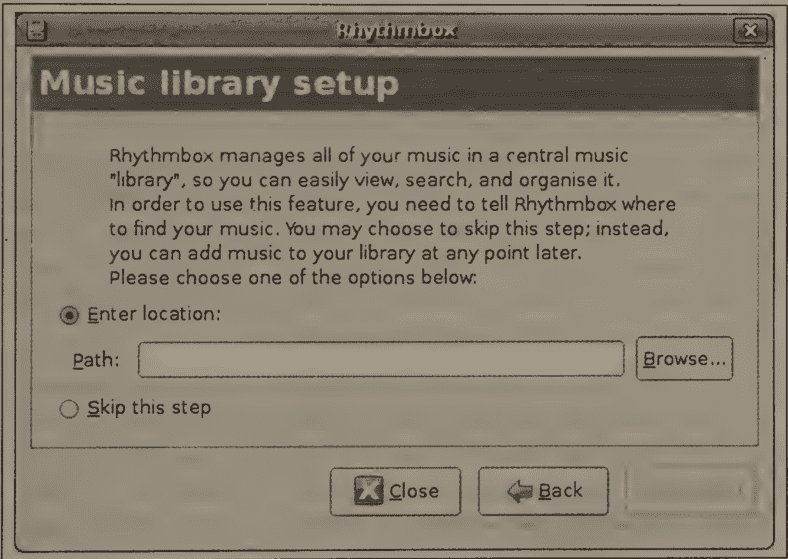 Rhythmbox
Music library setup
Rhythmbox manages all of your music in a central music
"library", so you can easily view, search, and organise it.
In order to use this feature, you need to tell Rhythmbox where
to find your music. You may choose to skip this step; instead,
you can add music to your library at any point later.
Please choose one of the options below:
Enter location:
Path:
Browse...
Skip this step
Close
Back